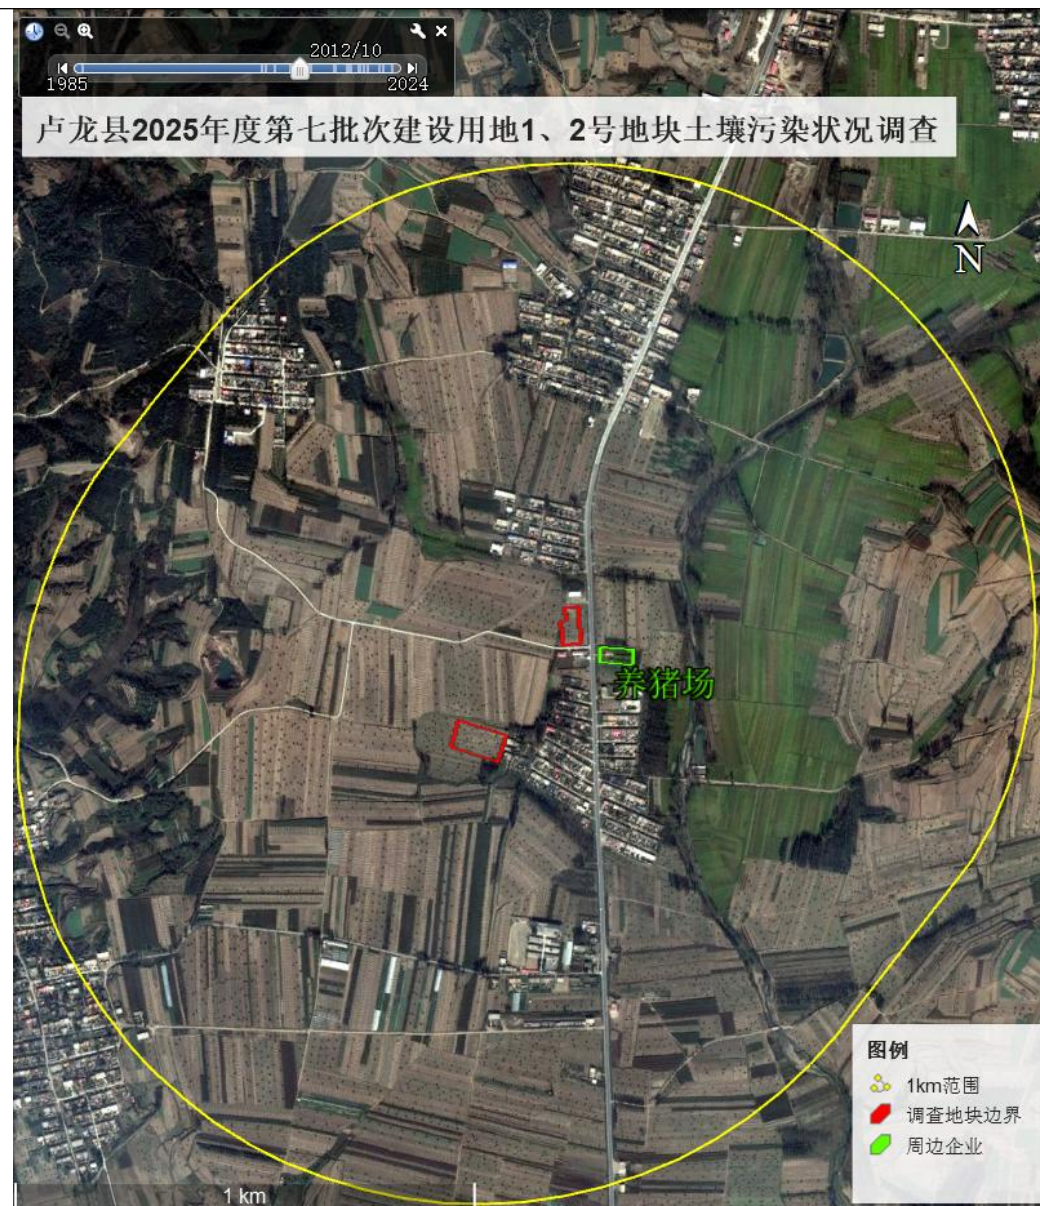 2012/10
1985
2024
卢龙县2025年度第七批次建设用地1、2号地块土壤污染状况调查
N
养猪场
图例
1km范围
调查地块边界
周边企业
1 km